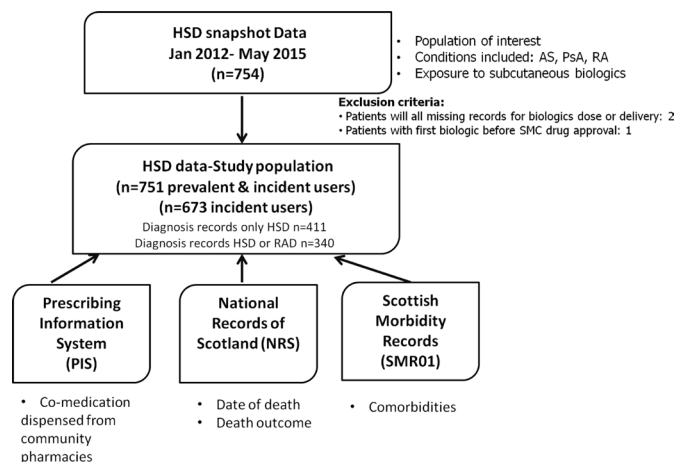 HSD snapshot Data
Jan 2012- May 2015
(n=754)
• Population of interest
• Conditions included: AS, PsA, RA
• Exposure to subcutaneous biologics
Exclusion criteria:
• Patients will all missing records for biologics dose or delivery: 2
• Patients with first biologic before SMC drug approval: 1
HSD data-Study population
(n=751 prevalent & incident users)
(n=673 incident users)
Diagnosis records only HSD n=411
Diagnosis records HSD or RAD n=340
Prescribing
Information
System
(PIS)
• Co-medication
dispensed from
community
pharmacies
National
Records of
Scotland (NRS)
• Date of death
• Death outcome
Scottish
Morbidity
Records
(SMR01)
• Comorbidities